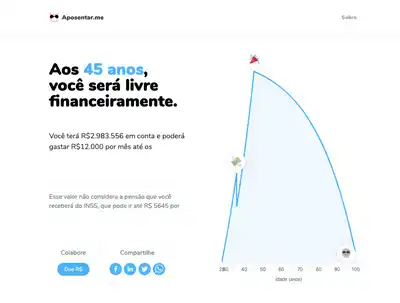 Aposentar.me
Sobre
Aos 45 anos,
você será livre
financeiramente.
Você terá R$2.983.556 em conta e poderá
gastar R$12.000 por mês até os
Esse valor não considera a pensão que você
receberá do INSS, que pode ir até R$ 5645 por
Colabore
Compartilhe
Doe R$
40 50 60 70 80 90 100
idade (anos)